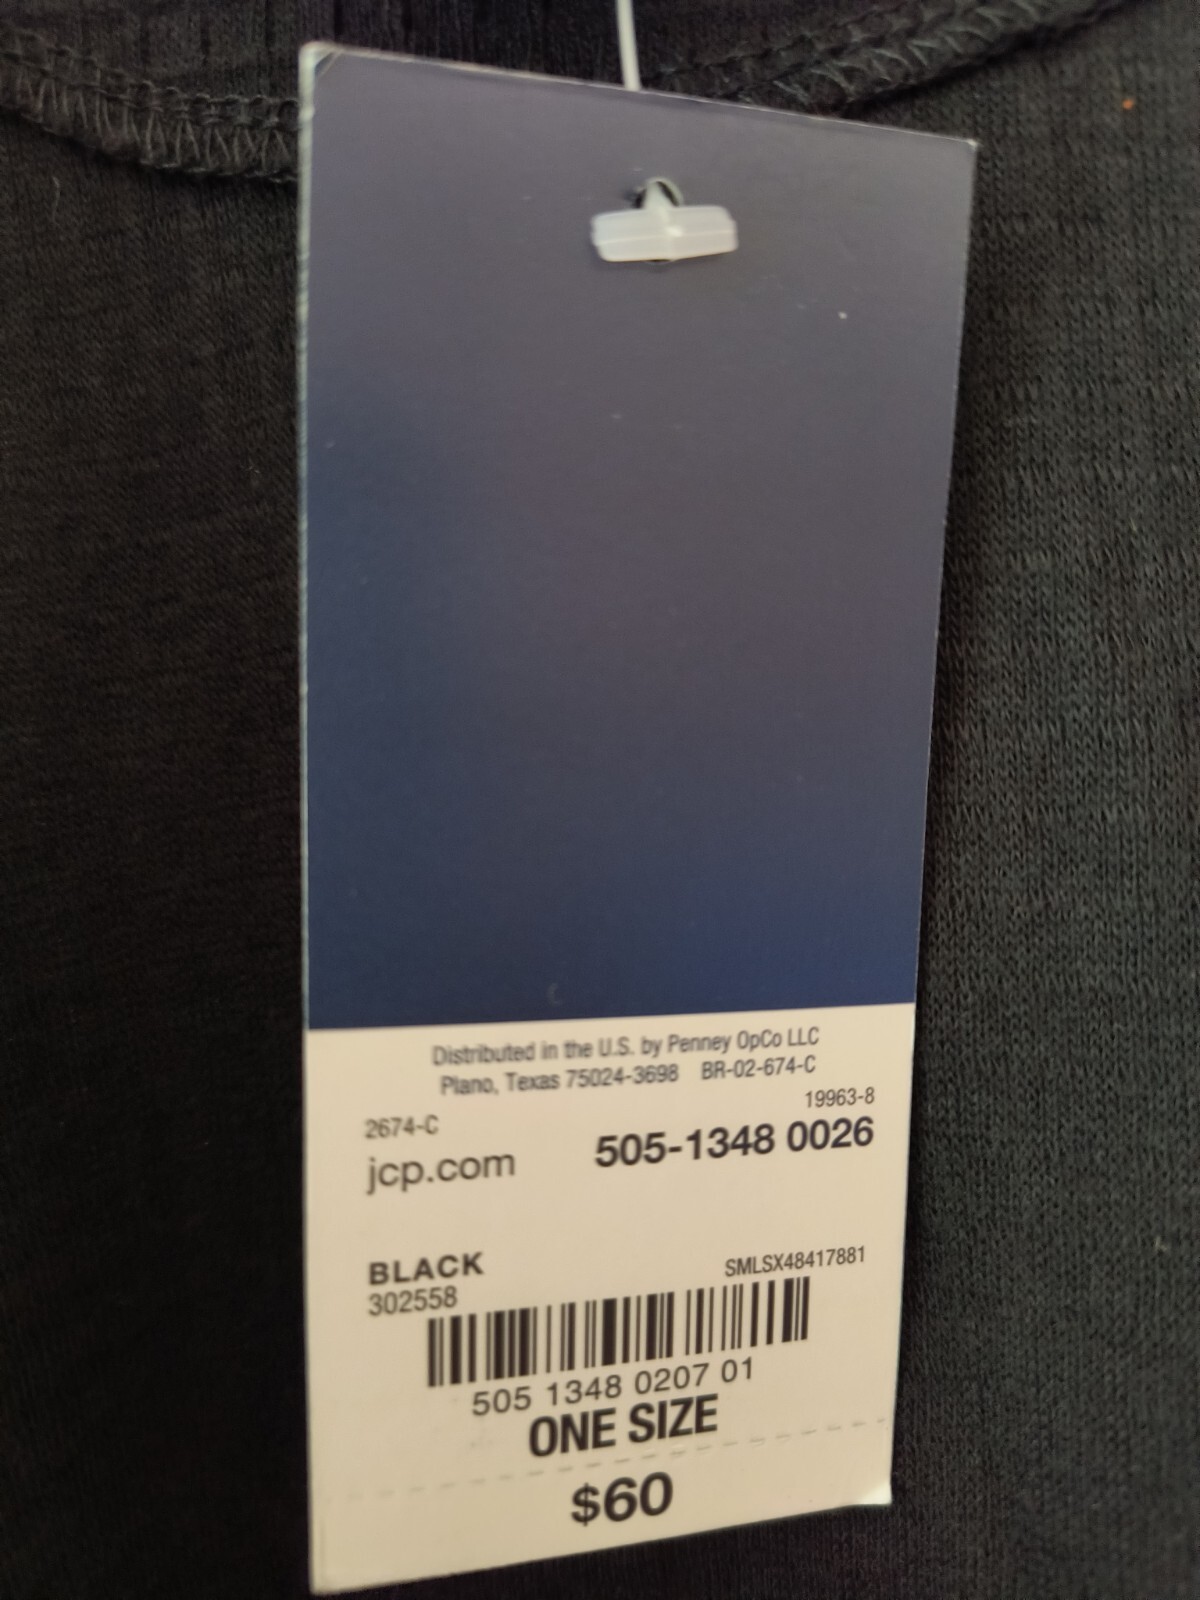 Distributed in the U.S. by Penney OpCo LLC
Plano, Texas 75024-3698 BR-02-674-C
19963-8
2674-C
jcp.com 505-1348 0026
BLACK SMLSX48417881
302558
505 1348 0207 01
ONE SIZE
$60